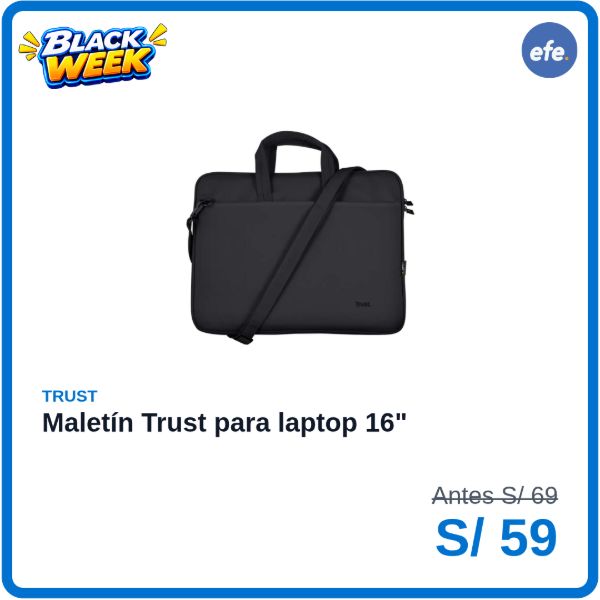 BLACK
WEEK
efe.
Trust.
TRUST
Maletín Trust para laptop 16"
Antes S/ 69
S/ 59